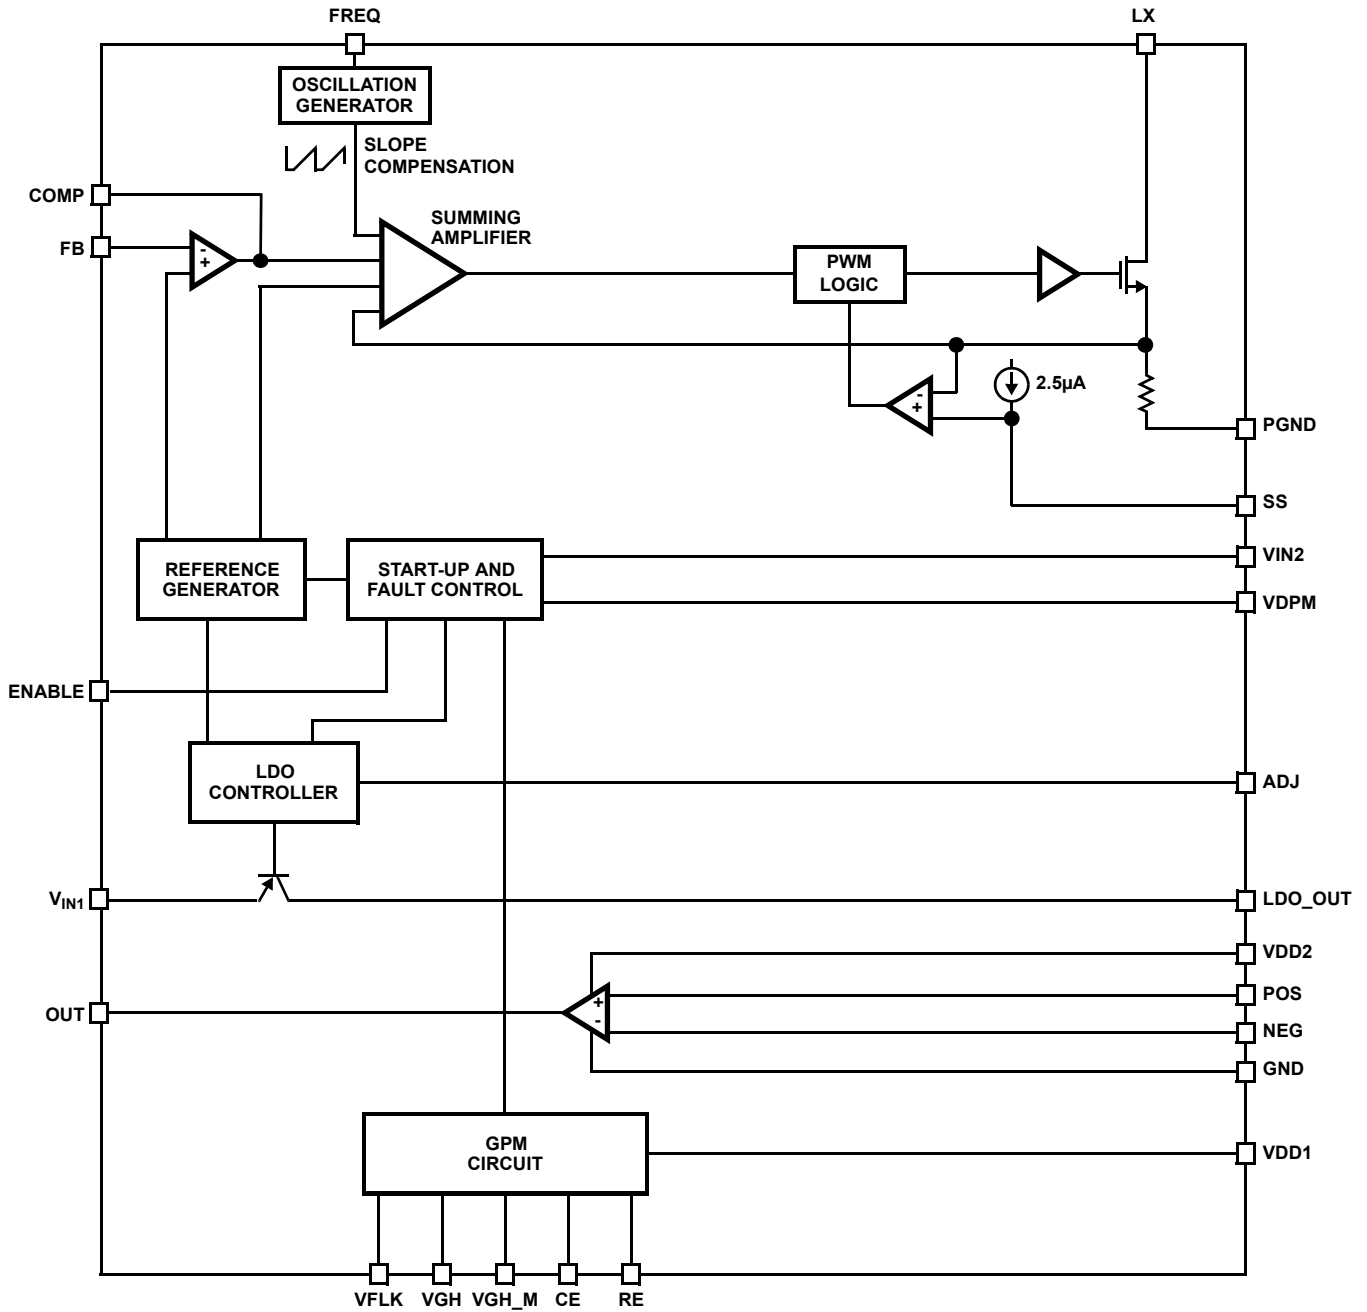 FREQ
LX
OSCILLATION
GENERATOR
SLOPE
COMPENSATION
COMP
FB
-
+
SUMMING
AMPLIFIER
PWM
LOGIC
-
+
2.5µA
PGND
SS
REFERENCE
GENERATOR
START-UP AND
FAULT CONTROL
VIN2
VDPM
ENABLE
LDO
CONTROLLER
ADJ
VIN1
LDO_OUT
VDD2
OUT
+
-
POS
NEG
GND
GPM
CIRCUIT
VDD1
VFLK VGH VGH_M CE RE